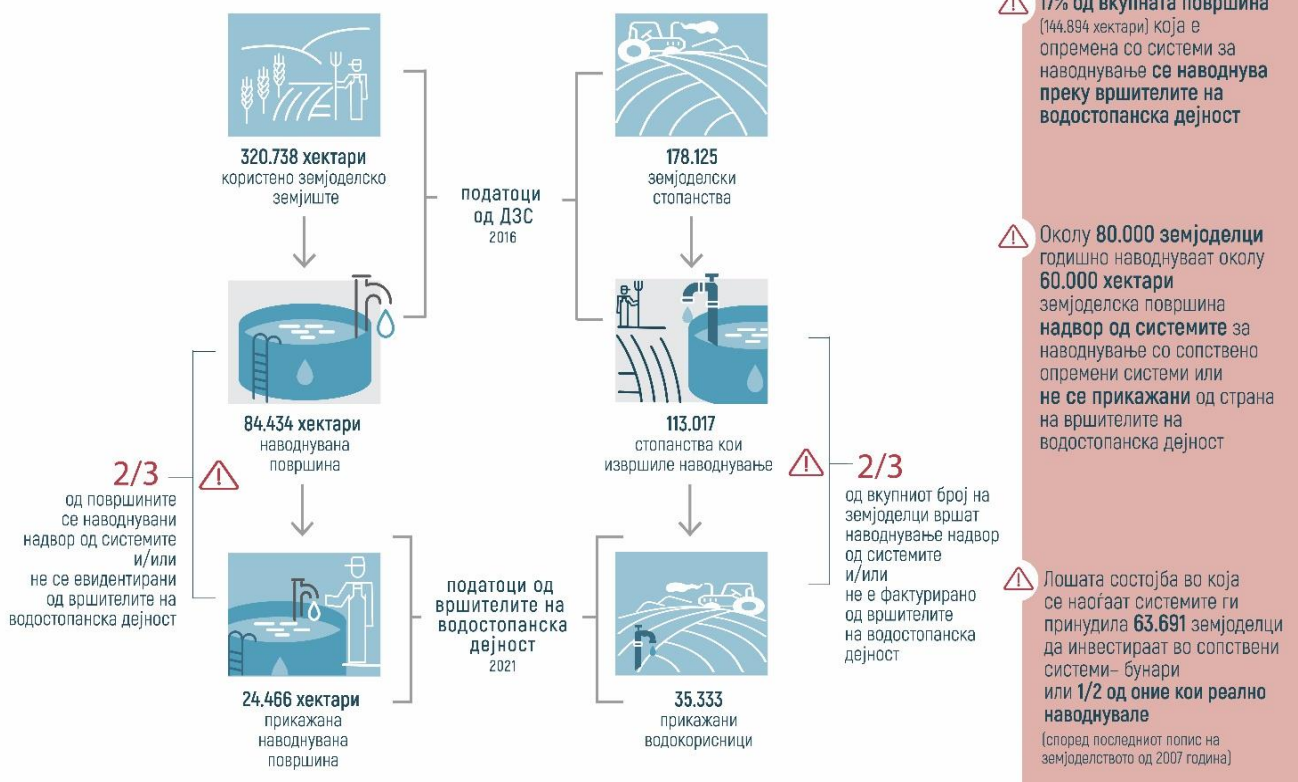 320.738 хектари
користено земјоделско
земјиште
178.125
земјоделски
стопанства
податоци
од ДЗС
2016
84.434 хектари
наводнувана
површина
113.017
стопанства кои
извршиле наводнување
2/3
од површините
се наводнувани
надвор од системите
и/или
не се евидентирани
од вршителите на
водостопанска дејност
2/3
од вкупниот број на
земјоделци вршат
наводнување надвор
од системите
и/или
не е фактурирано
од вршителите
на водостопанска
дејност
податоци од
вршителите на
водостопанска
дејност
2021
24.466 хектари
прикажана
наводнувана
површина
35.333
прикажани
водокорисници
17% од вкупната површина
(144.894 хектари) која е
опремена со системи за
наводнување се наводнува
преку вршителите на
водостопанска дејност
Околу 80.000 земјоделци
годишно наводнуваат околу
60.000 хектари
земјоделска површина
надвор од системите за
наводнување со сопствено
опремени системи или
не се прикажани од страна
на вршителите на
водостопанска дејност
Лошата состојба во која
се наоѓаат системите ги
принудила 63.691 земјоделци
да инвестираат во сопствени
системи– бунари
или 1/2 од оние кои реално
наводнувале
(според последниот попис на
земјоделството од 2007 година)